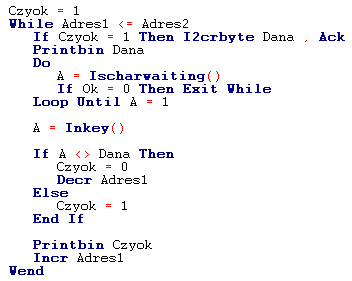 Czyok = 1
While Adres1 <= Adres2
If Czyok = 1 Then I2crbyte Dana , Ack
Printbin Dana
Do
A = Ischarwaiting()
If Ok = 0 Then Exit While
Loop Until A = 1
A = Inkey()
If A <> Dana Then
Czyok = 0
Decr Adres1
Else
Czyok = 1
End If
Printbin Czyok
Incr Adres1
Wend